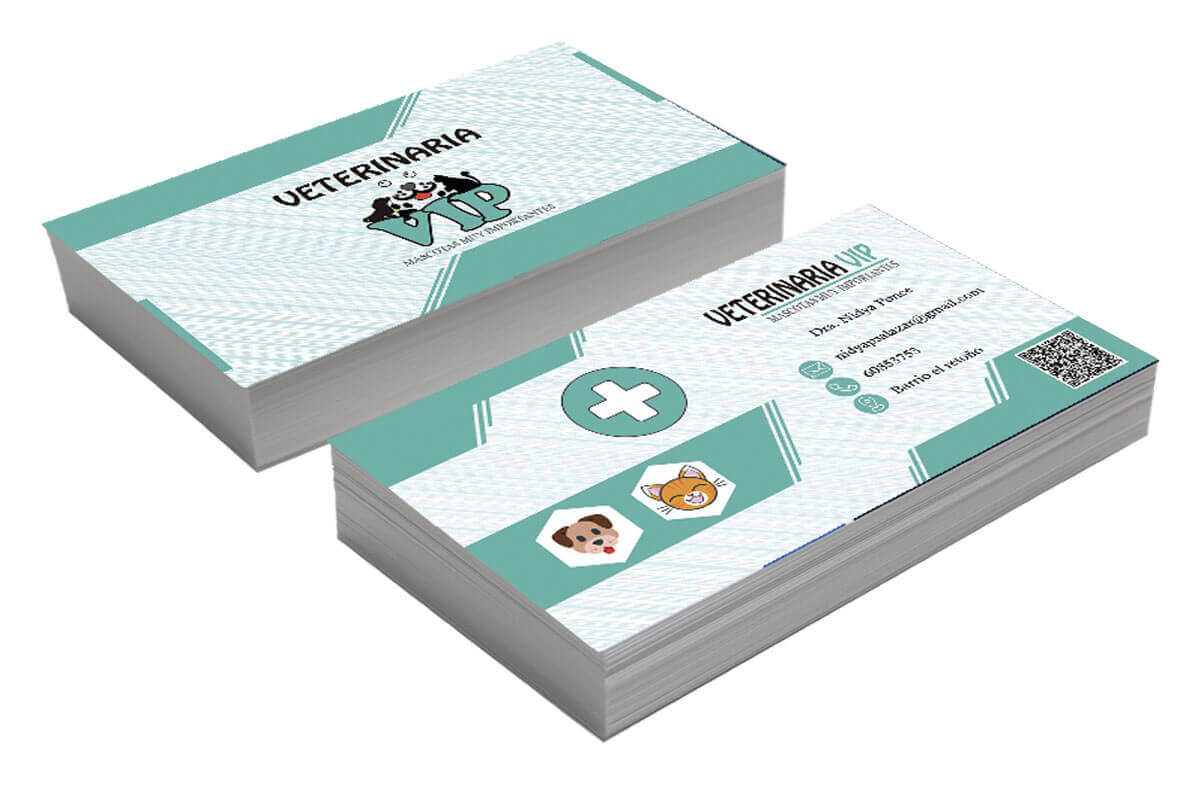 VETERINARIA
VIP
MASCOTAS MUY IMPORTANTES
VETERINARIA VIP
MASCOTAS MUY IMPORTANTES
Dra. Nidya Ponce
nidyapsalazar@gmail.com
60853753
Barrio el retoño